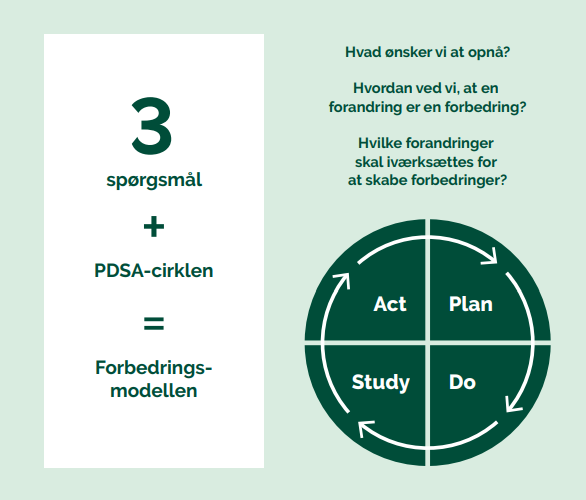 3
spørgsmål
+
PDSA-cirklen
=
Forbedrings-
modellen
Hvad ønsker vi at opnå?
Hvordan ved vi, at en
forandring er en forbedring?
Hvilke forandringer
skal iværksættes for
at skabe forbedringer?
Act
Plan
Study
Do